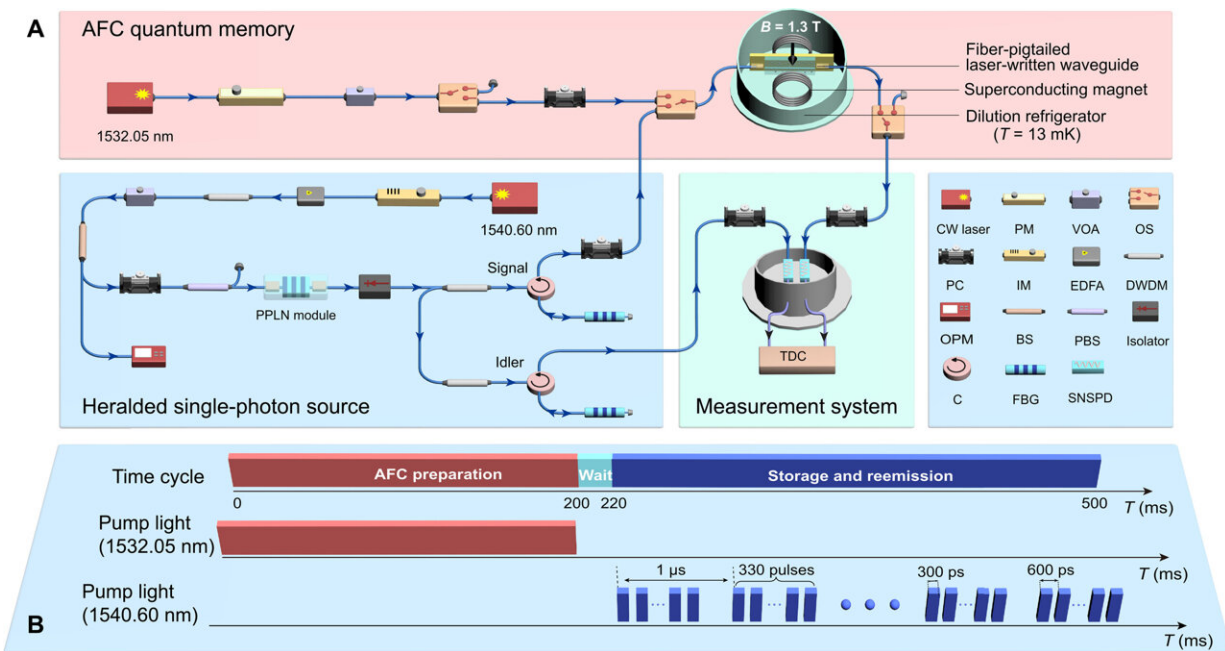 A
AFC quantum memory
B = 1.3 T
Fiber-pigtailed
laser-written waveguide
Superconducting magnet
Dilution refrigerator
(T = 13 mK)
1532.05 nm
1540.60 nm
Signal
PPLN module
Idler
Heralded single-photon source
TDC
Measurement system
CW laser PM VOA OS
PC IM EDFA DWDM
OPM BS PBS Isolator
C FBG SNSPD
Time cycle
AFC preparation Wait Storage and reemission
0 200 220 500
T (ms)
Pump light
(1532.05 nm)
T (ms)
1 μs 330 pulses 300 ps 600 ps
Pump light
(1540.60 nm)
B
T (ms)